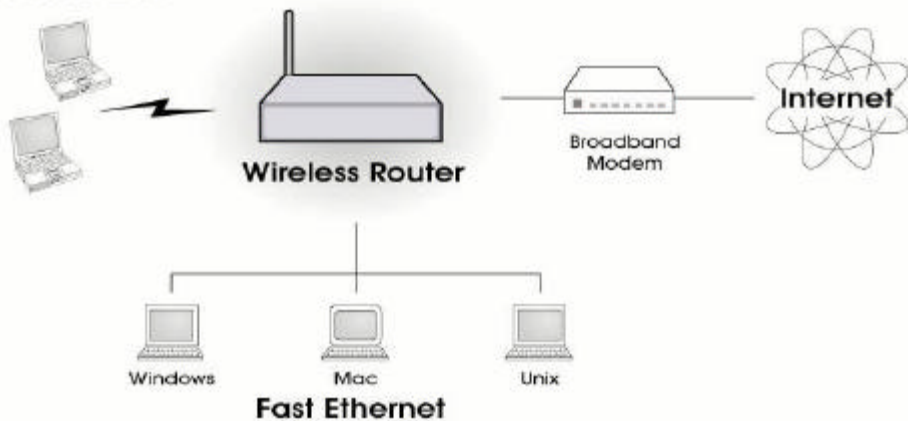 Internet
Broadband
Modem
Wireless Router
Windows
Mac
Unix
Fast Ethernet